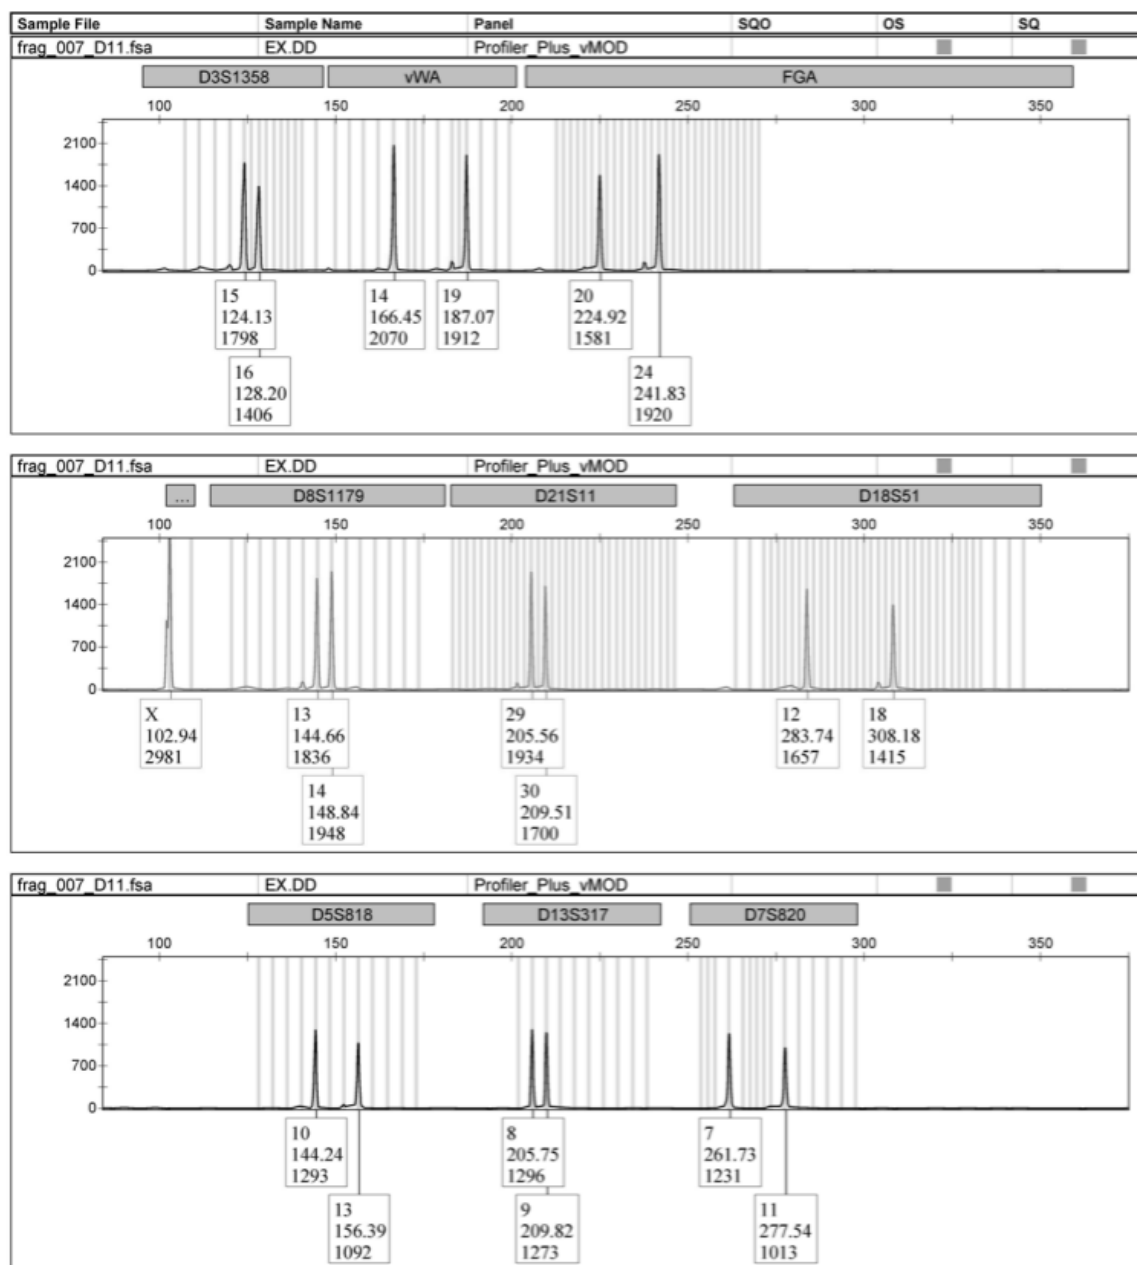 Sample File Sample Name Panel SQO OS SQ
frag_007_D11.fsa EX.DD Profiler_Plus_vMOD
D3S1358 vWA FGA
100 150 200 250 300 350
2100
1400
700
0
15 14 19 20
124.13 166.45 187.07 224.92
1798 2070 1912 1581
16 24
128.20 241.83
1406 1920
frag_007_D11.fsa EX.DD Profiler_Plus_vMOD
... D8S1179 D21S11 D18S51
100 150 200 250 300 350
2100
1400
700
0
X 13 29 12 18
102.94 144.66 205.56 283.74 308.18
2981 1836 1934 1657 1415
14 30
148.84 209.51
1948 1700
frag_007_D11.fsa EX.DD Profiler_Plus_vMOD
D5S818 D13S317 D7S820
100 150 200 250 300 350
2100
1400
700
0
10 8 7
144.24 205.75 261.73
1293 1296 1231
13 9 11
156.39 209.82 277.54
1092 1273 1013